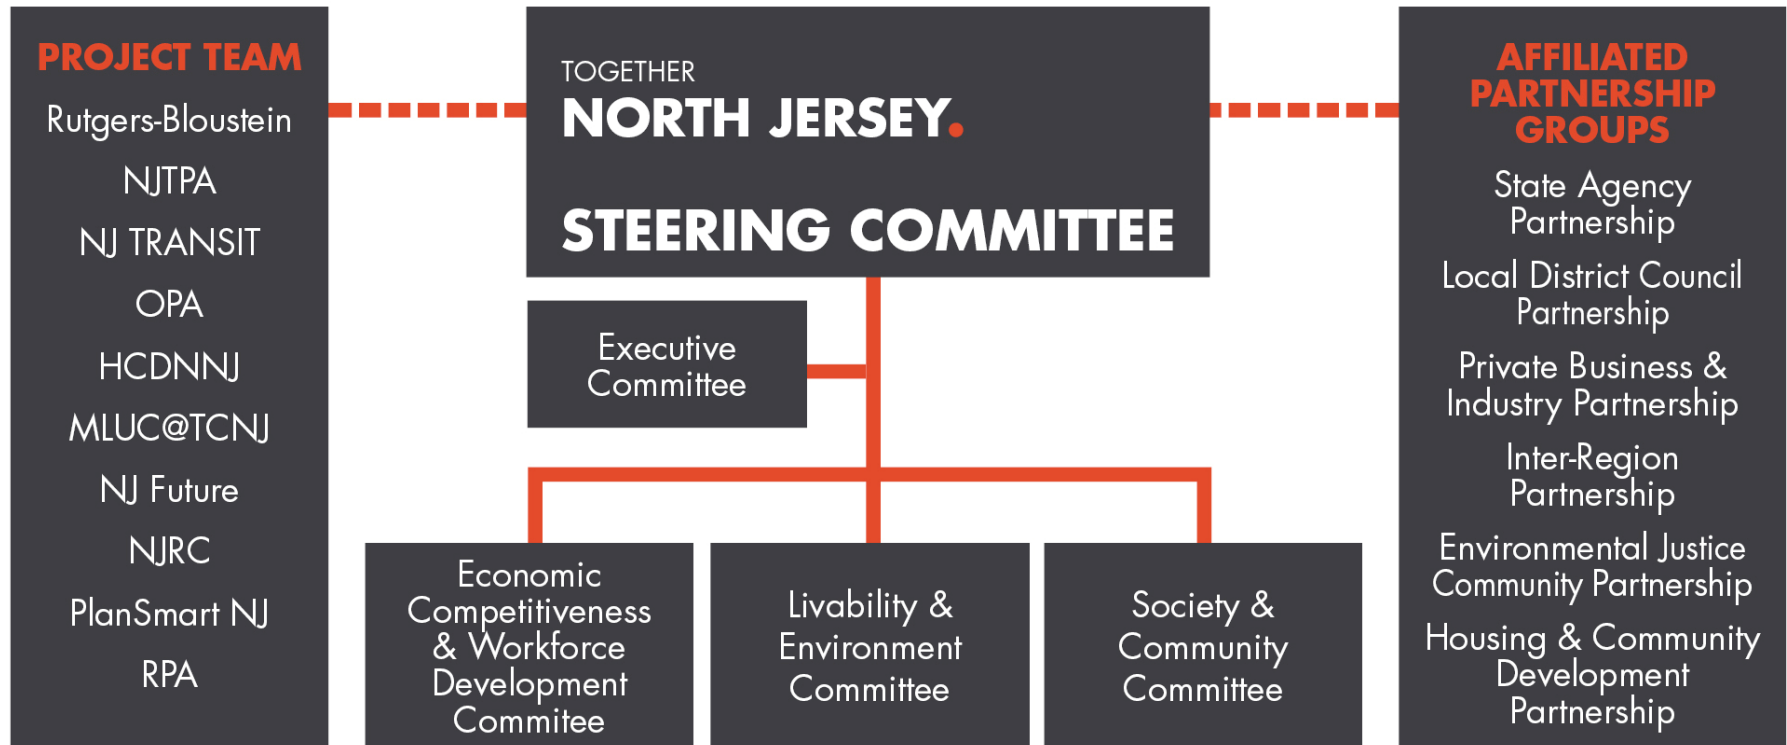 PROJECT TEAM
Rutgers-Bloustein
NJTPA
NJ TRANSIT
OPA
HCDNNJ
MLUC@TCNJ
NJ Future
NJRC
PlanSmart NJ
RPA
TOGETHER
NORTH JERSEY.
STEERING COMMITTEE
Executive
Committee
Economic
Competitiveness
& Workforce
Development
Commitee
Livability &
Environment
Committee
Society &
Community
Committee
AFFILIATED
PARTNERSHIP
GROUPS
State Agency
Partnership
Local District Council
Partnership
Private Business &
Industry Partnership
Inter-Region
Partnership
Environmental Justice
Community Partnership
Housing & Community
Development
Partnership